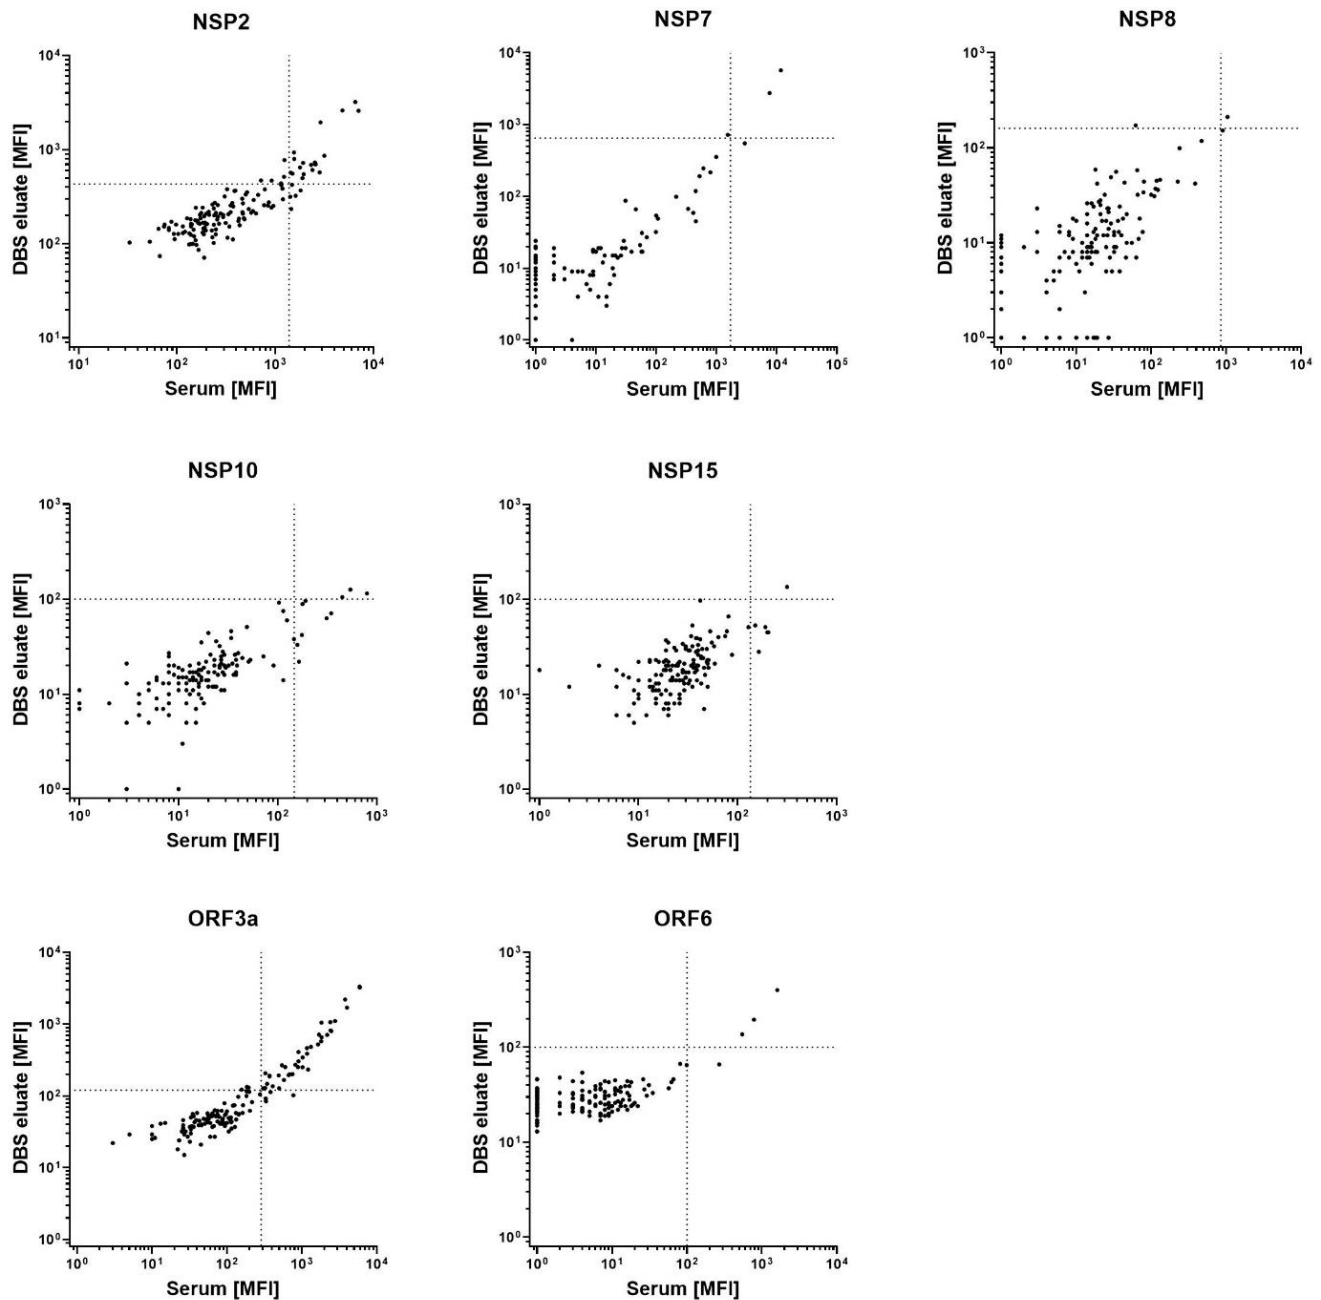 NSP2
DBS eluate [MFI]
10⁴
10³
10²
10¹
10¹ 10² 10³ 10⁴
Serum [MFI]
NSP7
DBS eluate [MFI]
10⁴
10³
10²
10¹
10⁰
10⁰ 10¹ 10² 10³ 10⁴ 10⁵
Serum [MFI]
NSP8
DBS eluate [MFI]
10³
10²
10¹
10⁰
10⁰ 10¹ 10² 10³ 10⁴
Serum [MFI]
NSP10
DBS eluate [MFI]
10³
10²
10¹
10⁰
10⁰ 10¹ 10² 10³
Serum [MFI]
NSP15
DBS eluate [MFI]
10³
10²
10¹
10⁰
10⁰ 10¹ 10² 10³
Serum [MFI]
ORF3a
DBS eluate [MFI]
10⁴
10³
10²
10¹
10⁰
10⁰ 10¹ 10² 10³ 10⁴
Serum [MFI]
ORF6
DBS eluate [MFI]
10³
10²
10¹
10⁰
10⁰ 10¹ 10² 10³ 10⁴
Serum [MFI]